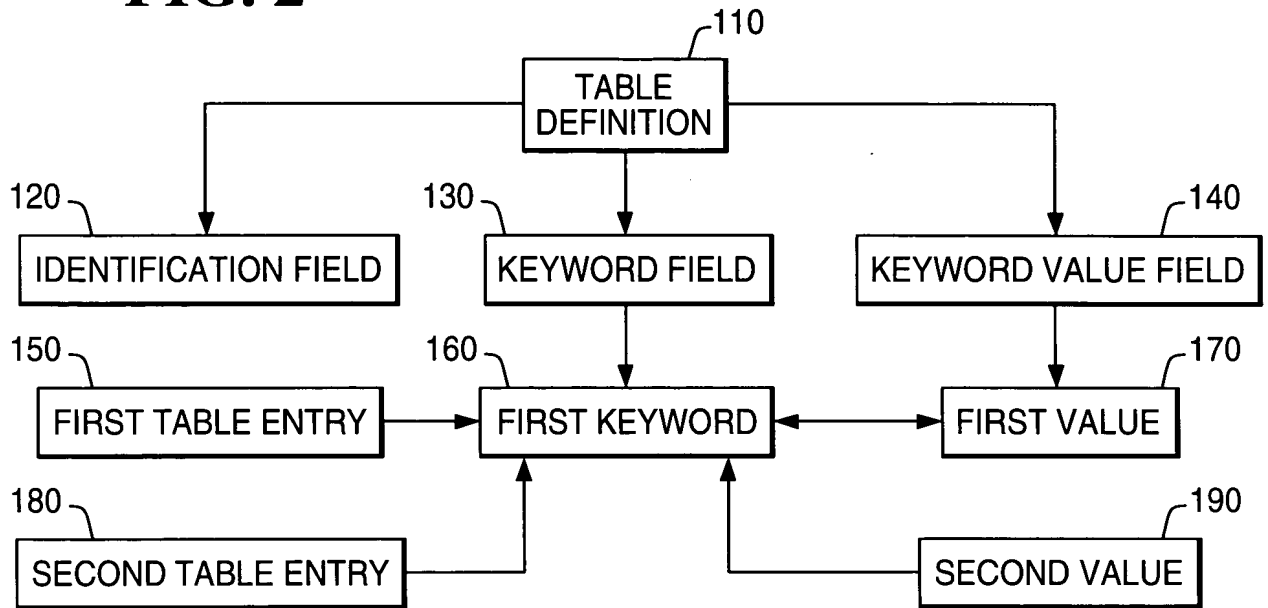 FIG. 2
110
TABLE
DEFINITION
120
130
140
IDENTIFICATION FIELD
KEYWORD FIELD
KEYWORD VALUE FIELD
150
160
170
FIRST TABLE ENTRY
FIRST KEYWORD
FIRST VALUE
180
190
SECOND TABLE ENTRY
SECOND VALUE